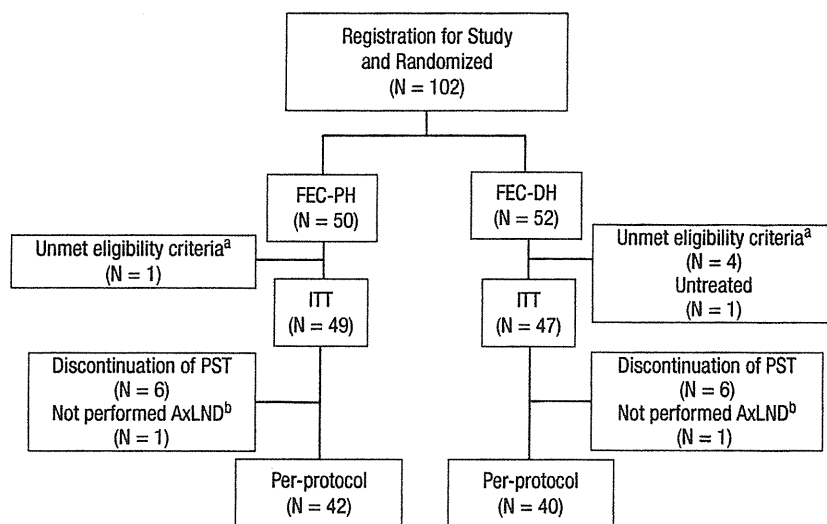 Registration for Study
and Randomized
(N = 102)
FEC-PH
(N = 50)
FEC-DH
(N = 52)
Unmet eligibility criteriaᵃ
(N = 1)
Unmet eligibility criteriaᵃ
(N = 4)
Untreated
(N = 1)
ITT
(N = 49)
ITT
(N = 47)
Discontinuation of PST
(N = 6)
Not performed AxLNDᵇ
(N = 1)
Discontinuation of PST
(N = 6)
Not performed AxLNDᵇ
(N = 1)
Per-protocol
(N = 42)
Per-protocol
(N = 40)